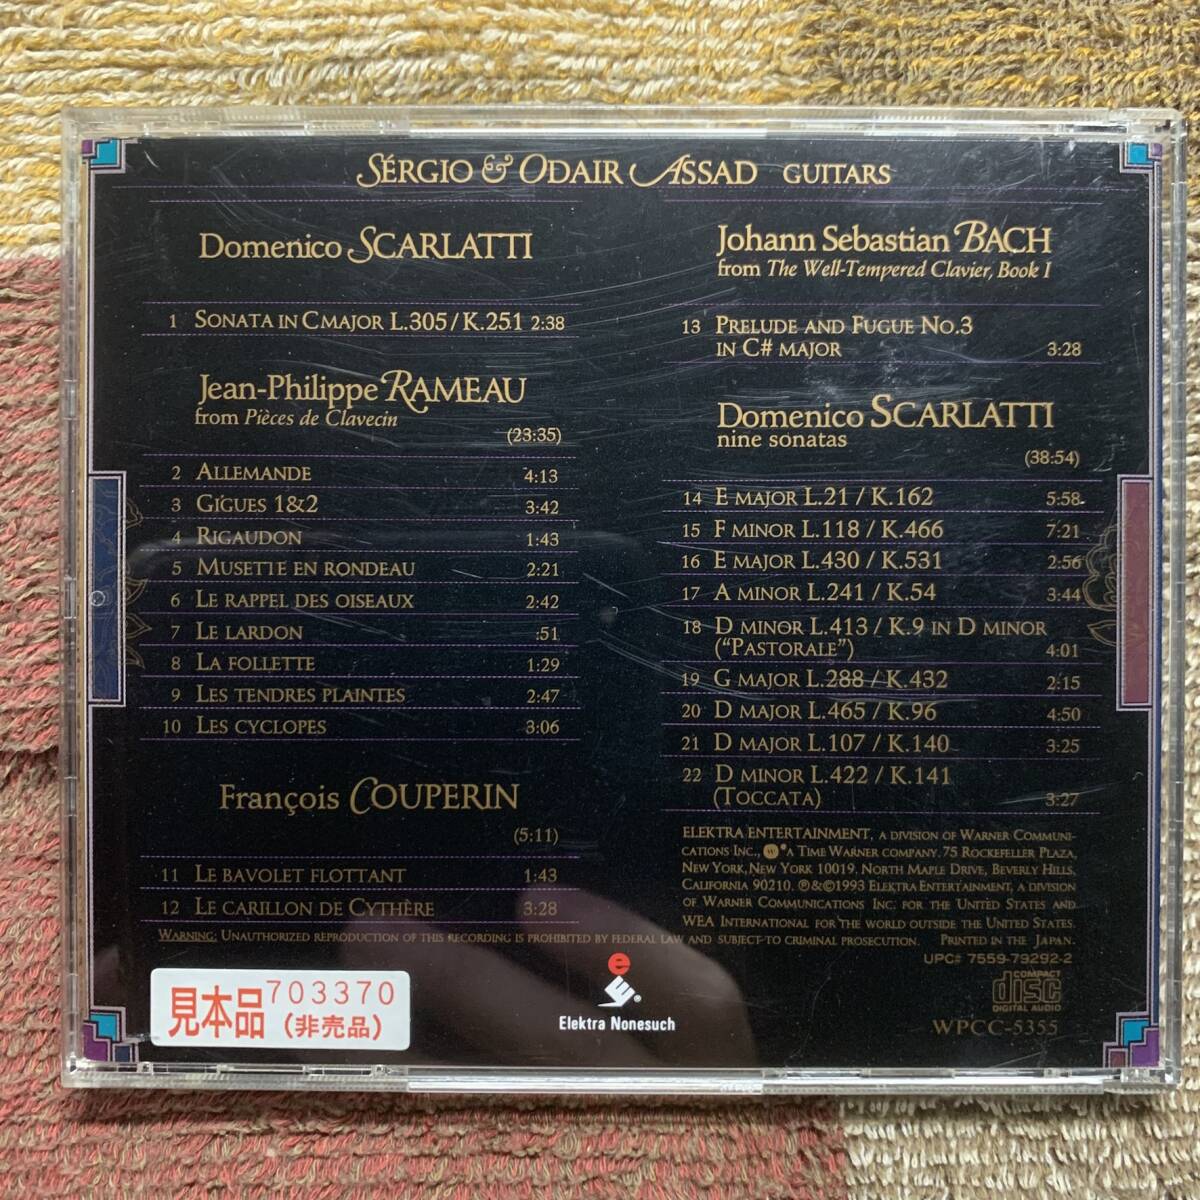 SÉRGIO & ODAIR ASSAD GUITARS
Domenico SCARLATTI
1 SONATA IN C MAJOR L.305 / K.251 2:38
Jean-Philippe RAMEAU
from Pièces de Clavecin
(23:35)
2 ALLEMANDE 4:13
3 GÍGUES 1&2 3:42
4 RIGAUDON 1:43
5 MUSETTE EN RONDEAU 2:21
6 LE RAPPEL DES OISEAUX 2:42
7 LE LARDON :51
8 LA FOLLETTE 1:29
9 LES TENDRES PLAINTES 2:47
10 LES CYCLOPES 3:06
François COUPERIN
(5:11)
11 LE BAVOLET FLOTTANT 1:43
12 LE CARILLON DE CYTHÈRE 3:28
Johann Sebastian BACH
from The Well-Tempered Clavier, Book I
13 PRELUDE AND FUGUE NO.3
IN C# MAJOR 3:28
Domenico SCARLATTI
nine sonatas
(38:54)
14 E MAJOR L.21 / K.162 5:58
15 F MINOR L.118 / K.466 7:21
16 E MAJOR L.430 / K.531 2:56
17 A MINOR L.241 / K.54 3:44
18 D MINOR L.413 / K.9 IN D MINOR
("PASTORALE") 4:01
19 G MAJOR L.288 / K.432 2:15
20 D MAJOR L.465 / K.96 4:50
21 D MAJOR L.107 / K.140 3:25
22 D MINOR L.422 / K.141
(TOCCATA) 3:27
ELEKTRA ENTERTAINMENT, A DIVISION OF WARNER COMMUNI-
CATIONS INC., A TIME WARNER COMPANY. 75 ROCKEFELLER PLAZA,
NEW YORK, NEW YORK 10019. NORTH MAPLE DRIVE, BEVERLY HILLS,
CALIFORNIA 90210. ℗&©1993 ELEKTRA ENTERTAINMENT, A DIVISION
OF WARNER COMMUNICATIONS INC. FOR THE UNITED STATES AND
WEA INTERNATIONAL FOR THE WORLD OUTSIDE THE UNITED STATES.
WARNING: UNAUTHORIZED REPRODUCTION OF THIS RECORDING IS PROHIBITED BY FEDERAL LAW AND SUBJECT TO CRIMINAL PROSECUTION. PRINTED IN THE JAPAN.
UPC# 7559-79292-2
COMPACT
disc
DIGITAL AUDIO
WPCC-5355
e
Elektra Nonesuch
703370
見本品 (非売品)